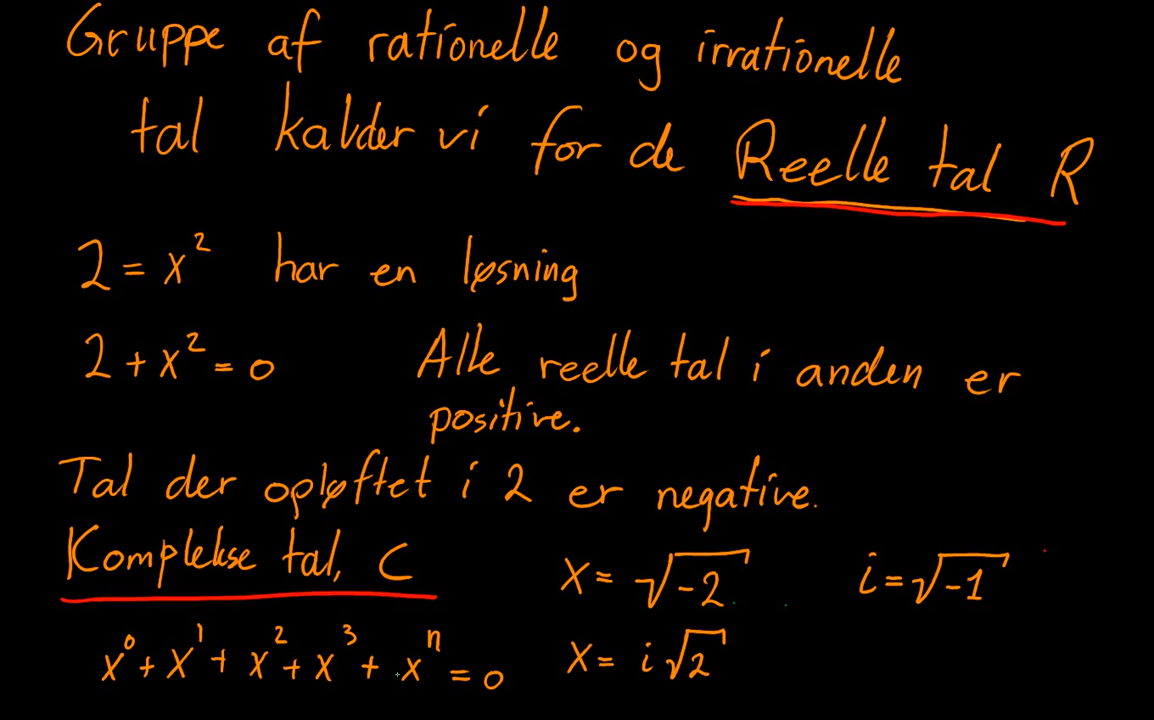 Gruppe af rationelle og irrationelle
tal kalder vi for de Reelle tal R
2 = x² har en løsning
2 + x² = 0 Alle reelle tal i anden er
positive.
Tal der opløftet i 2 er negative.
Komplekse tal, C x = √-2 i = √-1
x⁰ + x¹ + x² + x³ + xⁿ = 0 x = i√2